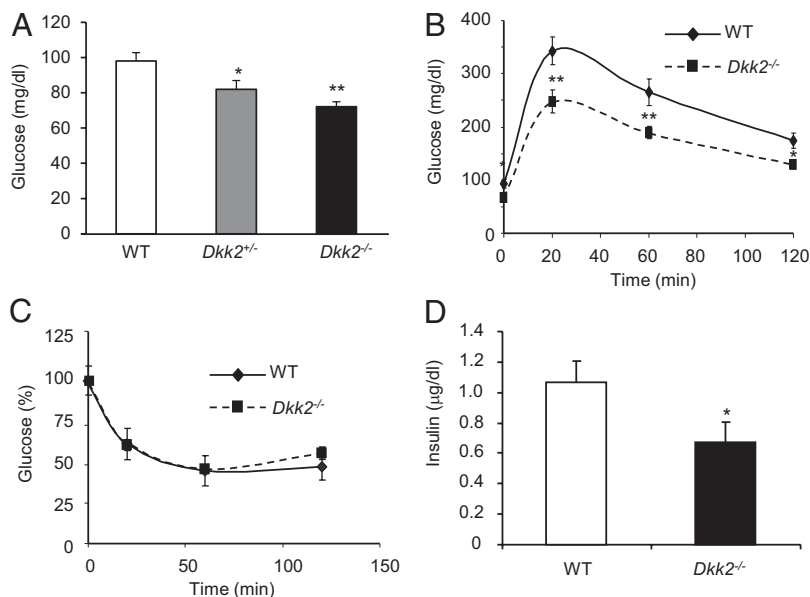 A
Glucose (mg/dl)
120
100
80
60
40
20
0
*
**
WT
Dkk2+/-
Dkk2-/-
B
Glucose (mg/dl)
400
300
200
100
0
WT
Dkk2-/-
*
**
**
*
0
20
40
60
80
100
120
Time (min)
C
Glucose (%)
125
100
75
50
25
0
WT
Dkk2-/-
0
50
100
150
Time (min)
D
Insulin (μg/dl)
1.4
1.2
1.0
0.8
0.6
0.4
0.2
0
*
WT
Dkk2-/-